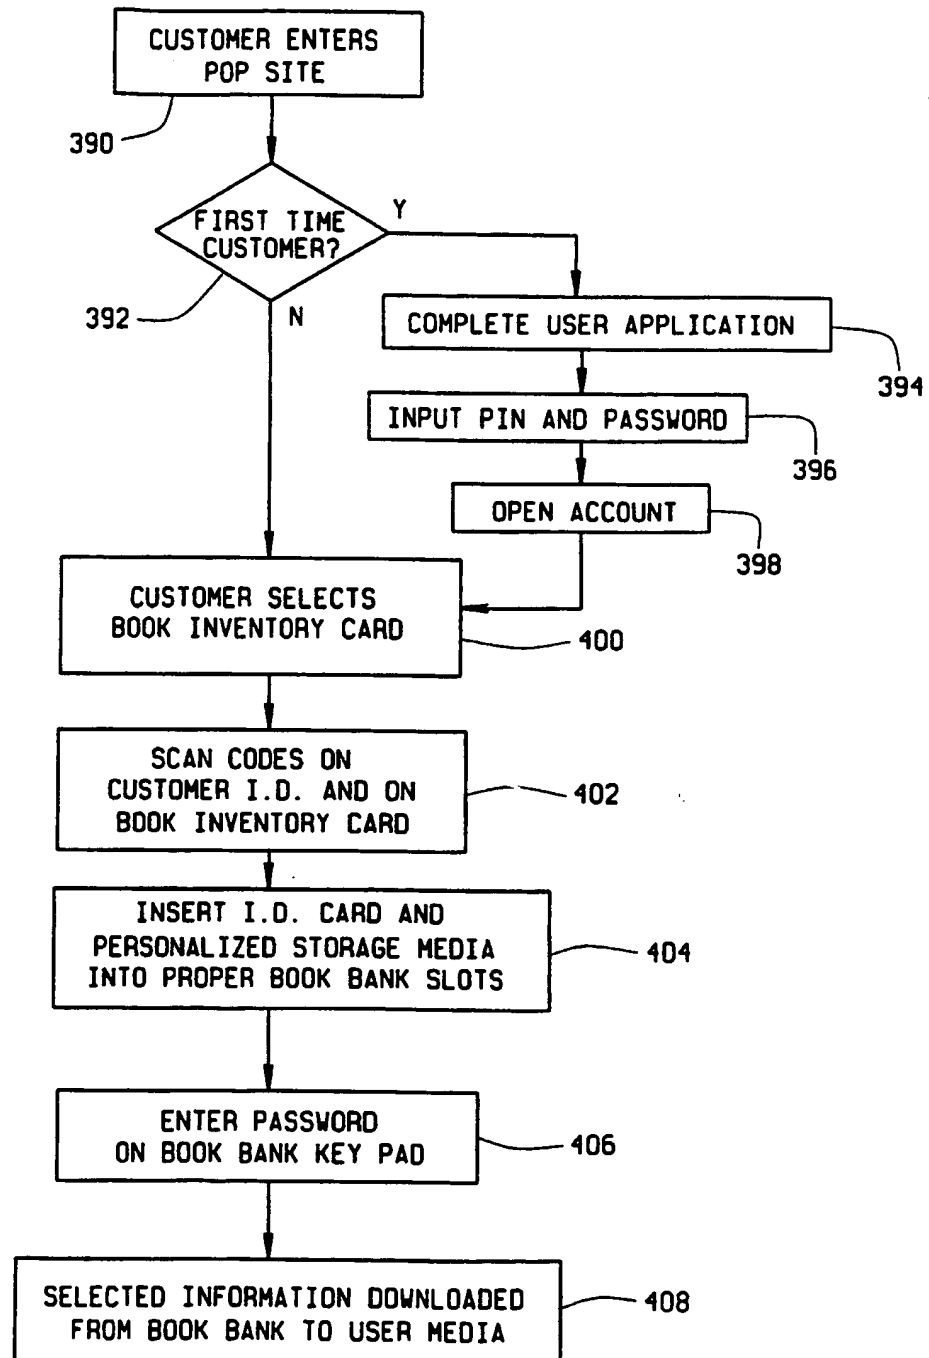 CUSTOMER ENTERS
POP SITE
390
FIRST TIME
CUSTOMER?
Y
392
N
COMPLETE USER APPLICATION
394
INPUT PIN AND PASSWORD
396
OPEN ACCOUNT
398
CUSTOMER SELECTS
BOOK INVENTORY CARD
400
SCAN CODES ON
CUSTOMER I.D. AND ON
BOOK INVENTORY CARD
402
INSERT I.D. CARD AND
PERSONALIZED STORAGE MEDIA
INTO PROPER BOOK BANK SLOTS
404
ENTER PASSWORD
ON BOOK BANK KEY PAD
406
SELECTED INFORMATION DOWNLOADED
FROM BOOK BANK TO USER MEDIA
408